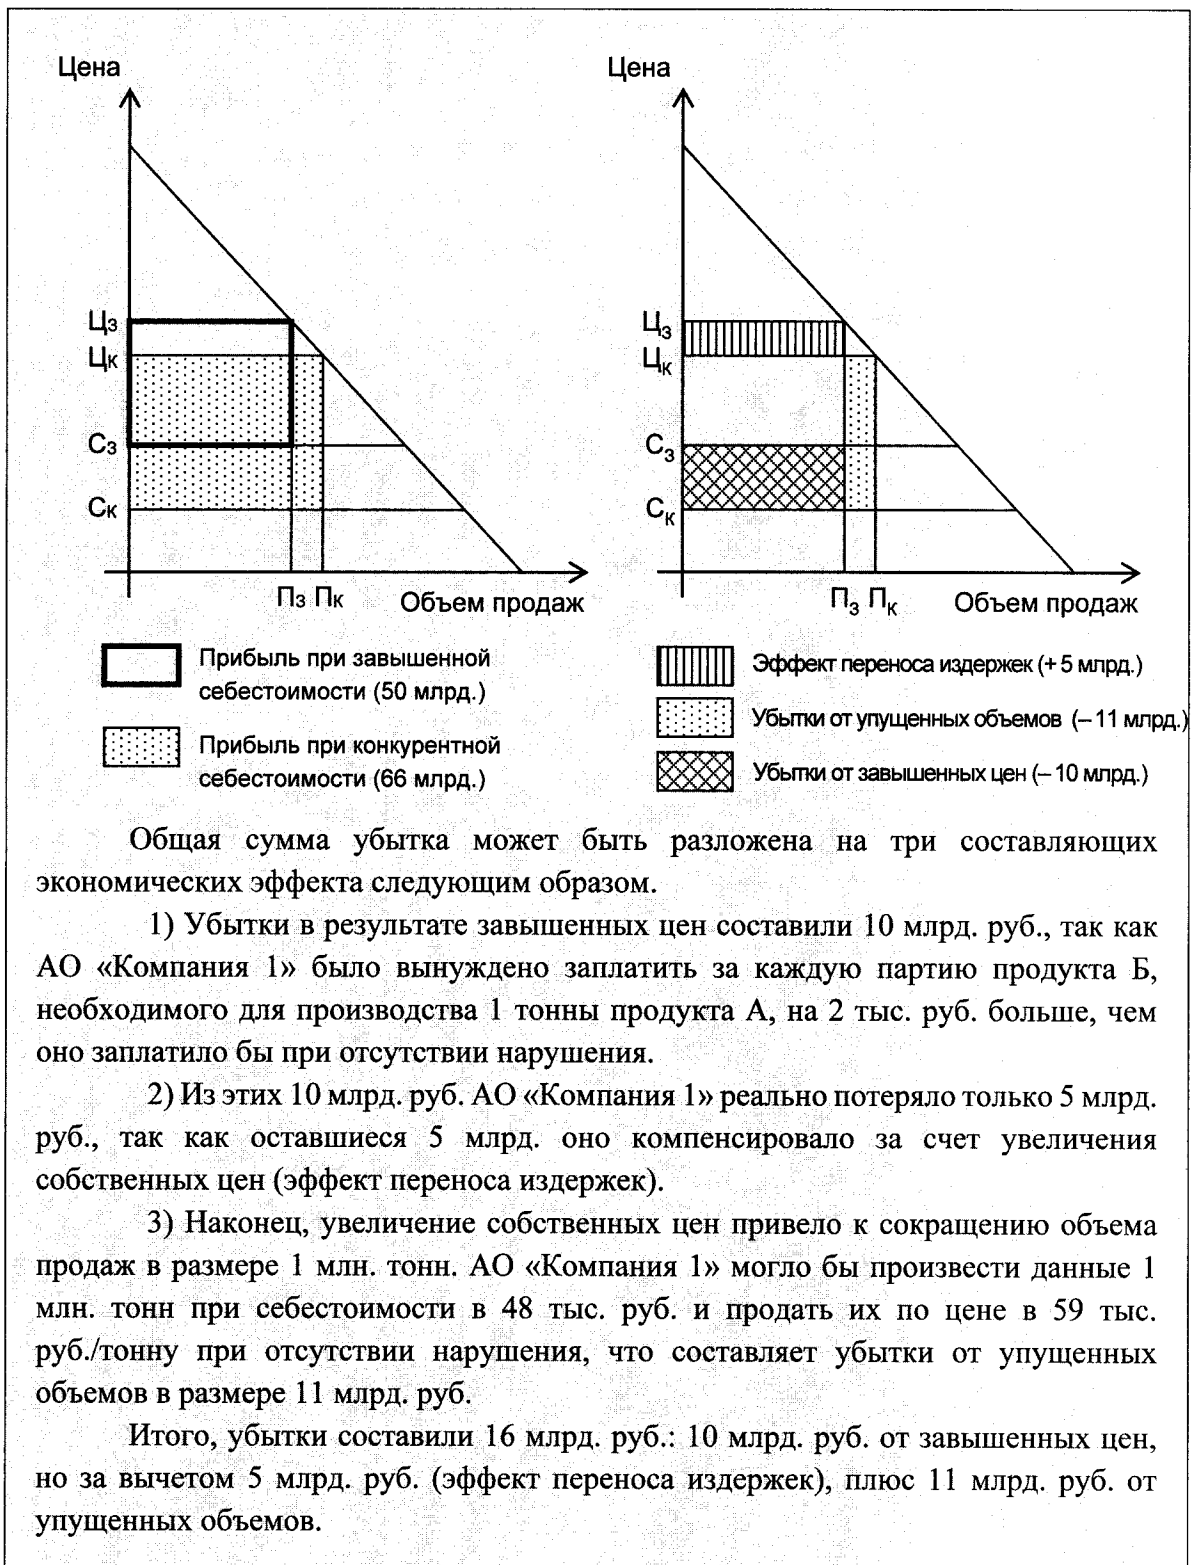 Цена
Цена
Цз
Цк
Сз
Ск
Пз Пк
Объем продаж
Цз
Цк
Сз
Ск
Пз Пк
Объем продаж
Прибыль при завышенной
себестоимости (50 млрд.)
Прибыль при конкурентной
себестоимости (66 млрд.)
Эффект переноса издержек (+ 5 млрд.)
Убытки от упущенных объемов (– 11 млрд.)
Убытки от завышенных цен (– 10 млрд.)
Общая сумма убытка может быть разложена на три составляющих
экономических эффекта следующим образом.
1) Убытки в результате завышенных цен составили 10 млрд. руб., так как
АО «Компания 1» было вынуждено заплатить за каждую партию продукта Б,
необходимого для производства 1 тонны продукта А, на 2 тыс. руб. больше, чем
оно заплатило бы при отсутствии нарушения.
2) Из этих 10 млрд. руб. АО «Компания 1» реально потеряло только 5 млрд.
руб., так как оставшиеся 5 млрд. оно компенсировало за счет увеличения
собственных цен (эффект переноса издержек).
3) Наконец, увеличение собственных цен привело к сокращению объема
продаж в размере 1 млн. тонн. АО «Компания 1» могло бы произвести данные 1
млн. тонн при себестоимости в 48 тыс. руб. и продать их по цене в 59 тыс.
руб./тонну при отсутствии нарушения, что составляет убытки от упущенных
объемов в размере 11 млрд. руб.
Итого, убытки составили 16 млрд. руб.: 10 млрд. руб. от завышенных цен,
но за вычетом 5 млрд. руб. (эффект переноса издержек), плюс 11 млрд. руб. от
упущенных объемов.